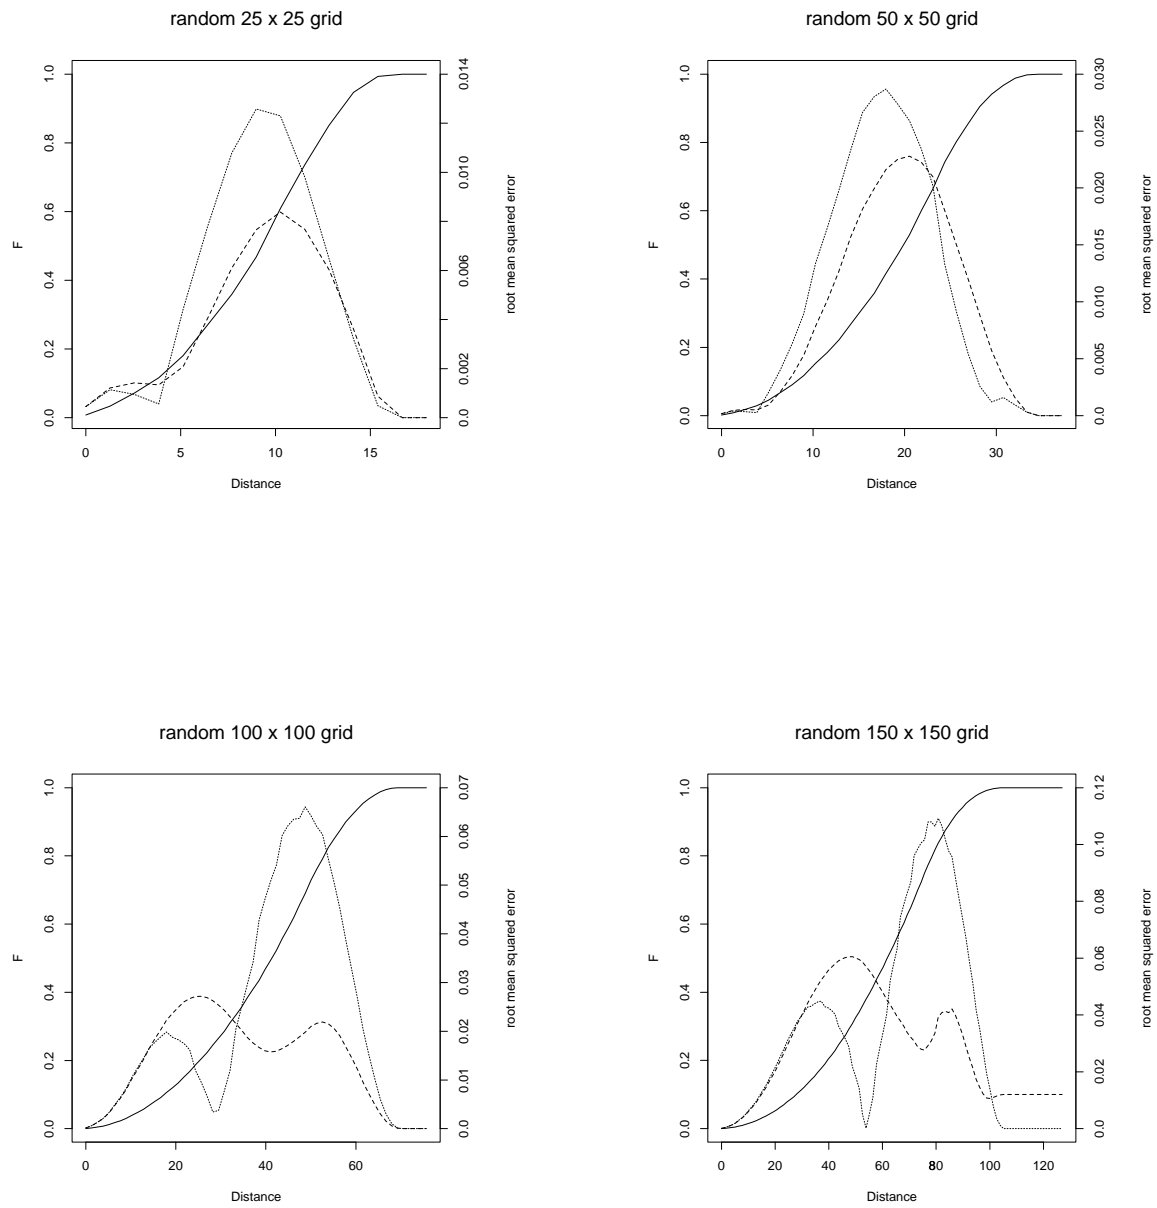 random 25 x 25 grid
F
0.0 0.2 0.4 0.6 0.8 1.0
0.0 0.002 0.006 0.010 0.014
root mean squared error
0 5 10 15
Distance
random 50 x 50 grid
F
0.0 0.2 0.4 0.6 0.8 1.0
0.0 0.005 0.010 0.015 0.020 0.025 0.030
root mean squared error
0 10 20 30
Distance
random 100 x 100 grid
F
0.0 0.2 0.4 0.6 0.8 1.0
0.0 0.01 0.02 0.03 0.04 0.05 0.06 0.07
root mean squared error
0 20 40 60
Distance
random 150 x 150 grid
F
0.0 0.2 0.4 0.6 0.8 1.0
0.0 0.02 0.04 0.06 0.08 0.10 0.12
root mean squared error
0 20 40 60 80 100 120
Distance